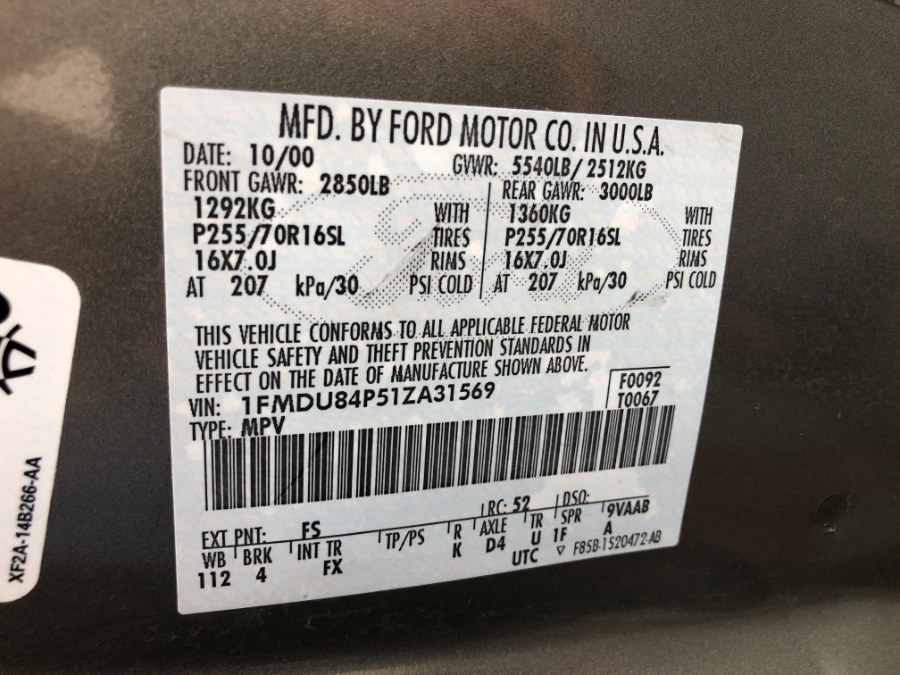 MFD. BY FORD MOTOR CO. IN U.S.A.
DATE: 10/00 GVWR: 5540LB/ 2512KG
FRONT GAWR: 2850LB REAR GAWR: 3000LB
1292KG WITH 1360KG WITH
P255/70R16SL TIRES P255/70R16SL TIRES
16X7.0J RIMS 16X7.0J RIMS
AT 207 kPa/30 PSI COLD AT 207 kPa/30 PSI COLD
THIS VEHICLE CONFORMS TO ALL APPLICABLE FEDERAL MOTOR
VEHICLE SAFETY AND THEFT PREVENTION STANDARDS IN
EFFECT ON THE DATE OF MANUFACTURE SHOWN ABOVE.
VIN: 1FMDU84P51ZA31569 F0092
TYPE: MPV T0067
EXT PNT: FS RC: 52 DSO: 9VAAB
WB BRK INT TR TP/PS R AXLE TR SPR A
112 4 FX K D4 U 1F
UTC ▽ F85B-1520472-AB
XF2A-14B266-AA